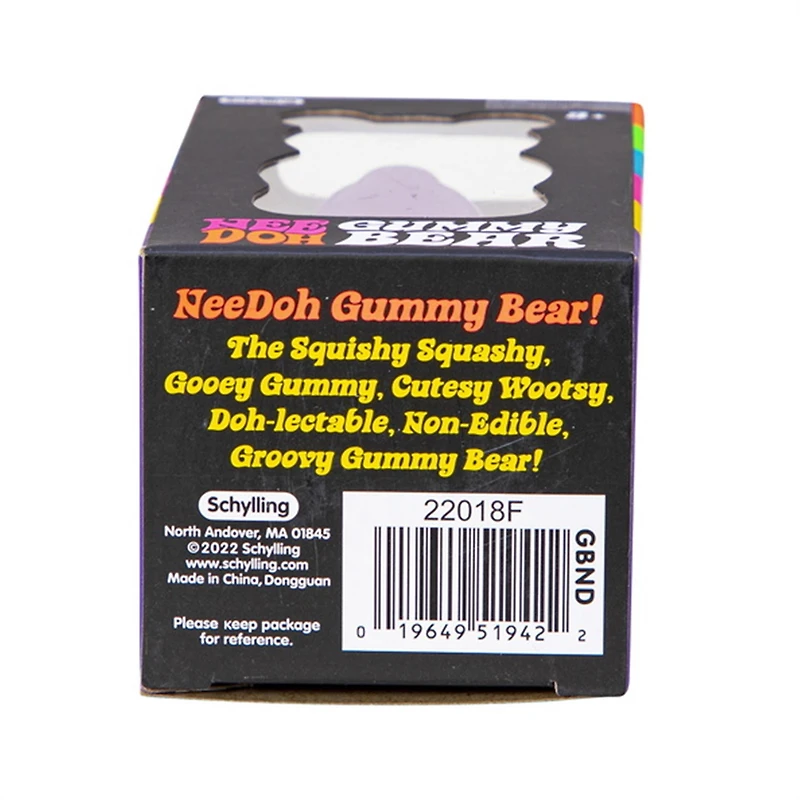 NEE GUMMY
DOH BEAR
NeeDoh Gummy Bear!
The Squishy Squashy,
Gooey Gummy, Cutesy Wootsy,
Doh-lectable, Non-Edible,
Groovy Gummy Bear!
Schylling
North Andover, MA 01845
©2022 Schylling
www.schylling.com
Made in China, Dongguan
Please keep package
for reference.
22018F
GBND
0 19649 51942 2